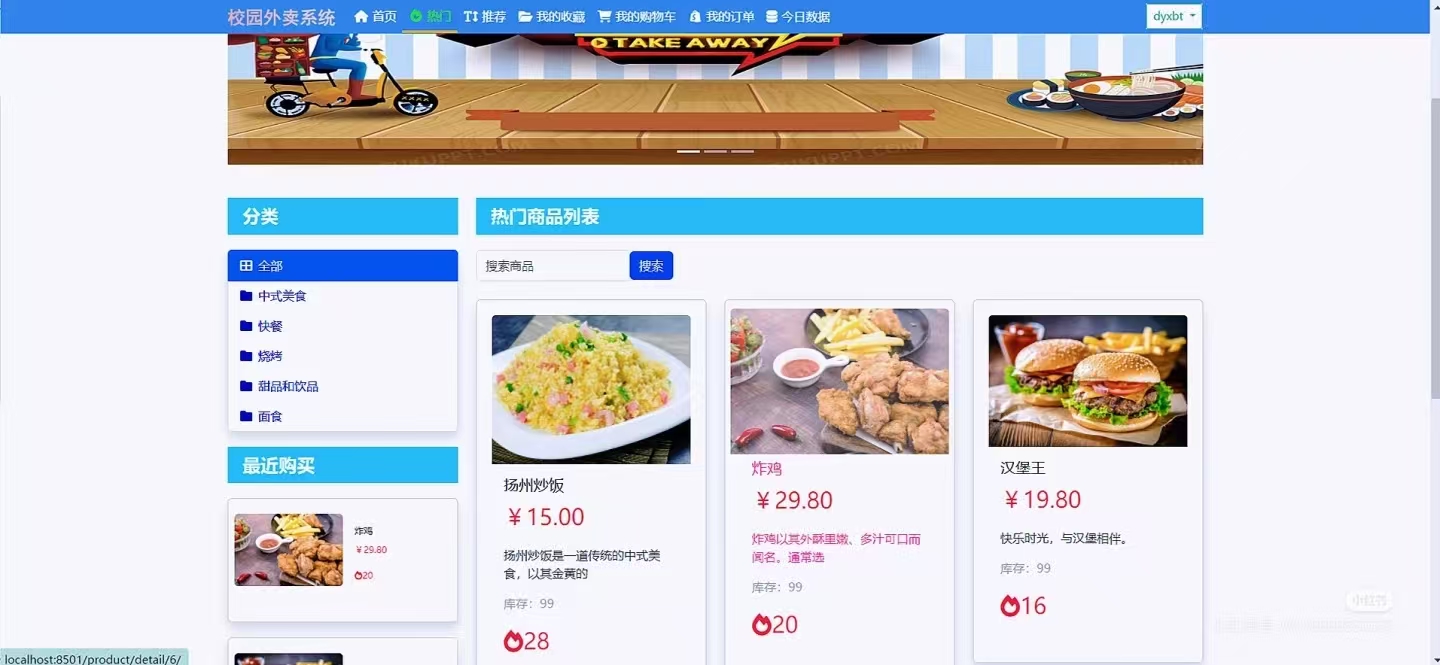 校园外卖系统
首页
热门
推荐
我的收藏
我的购物车
我的订单
今日数据
dyxbt
TAKE AWAY
分类
全部
中式美食
快餐
烧烤
甜品和饮品
面食
最近购买
炸鸡
￥29.80
20
热门商品列表
搜索商品
搜索
扬州炒饭
￥15.00
扬州炒饭是一道传统的中式美
食，以其金黄的
库存：99
28
炸鸡
￥29.80
炸鸡以其外酥里嫩、多汁可口而
闻名。通常选
库存：99
20
汉堡王
￥19.80
快乐时光，与汉堡相伴。
库存：99
16
小红书
localhost:8501/product/detail/6/